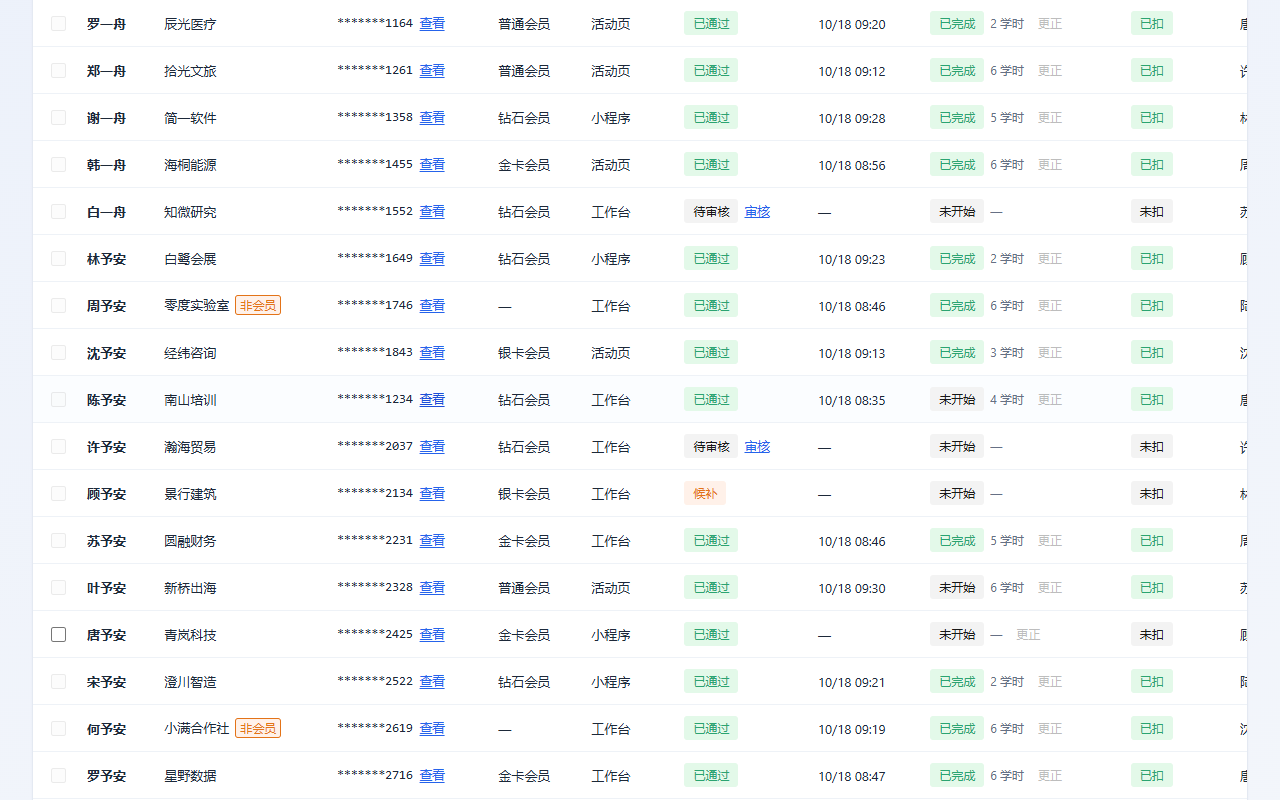 罗一舟 辰光医疗 *******1164 查看 普通会员 活动页 已通过 10/18 09:20 已完成 2 学时 更正 已扣
郑一舟 拾光文旅 *******1261 查看 普通会员 活动页 已通过 10/18 09:12 已完成 6 学时 更正 已扣
谢一舟 简一软件 *******1358 查看 钻石会员 小程序 已通过 10/18 09:28 已完成 5 学时 更正 已扣
韩一舟 海桐能源 *******1455 查看 金卡会员 活动页 已通过 10/18 08:56 已完成 6 学时 更正 已扣
白一舟 知微研究 *******1552 查看 钻石会员 工作台 待审核 审核 — 未开始 — 未扣
林予安 白鹭会展 *******1649 查看 钻石会员 小程序 已通过 10/18 09:23 已完成 2 学时 更正 已扣
周予安 零度实验室 非会员 *******1746 查看 — 工作台 已通过 10/18 08:46 已完成 6 学时 更正 已扣
沈予安 经纬咨询 *******1843 查看 银卡会员 活动页 已通过 10/18 09:13 已完成 3 学时 更正 已扣
陈予安 南山培训 *******1234 查看 钻石会员 工作台 已通过 10/18 08:35 未开始 4 学时 更正 已扣
许予安 瀚海贸易 *******2037 查看 钻石会员 工作台 待审核 审核 — 未开始 — 未扣
顾予安 景行建筑 *******2134 查看 银卡会员 工作台 候补 — 未开始 — 未扣
苏予安 圆融财务 *******2231 查看 金卡会员 工作台 已通过 10/18 08:46 已完成 5 学时 更正 已扣
叶予安 新桥出海 *******2328 查看 普通会员 活动页 已通过 10/18 09:30 未开始 6 学时 更正 已扣
唐予安 青岚科技 *******2425 查看 金卡会员 小程序 已通过 — 未开始 — 更正 未扣
宋予安 澄川智造 *******2522 查看 钻石会员 小程序 已通过 10/18 09:21 已完成 2 学时 更正 已扣
何予安 小满合作社 非会员 *******2619 查看 — 工作台 已通过 10/18 09:19 已完成 6 学时 更正 已扣
罗予安 星野数据 *******2716 查看 金卡会员 工作台 已通过 10/18 08:47 已完成 6 学时 更正 已扣